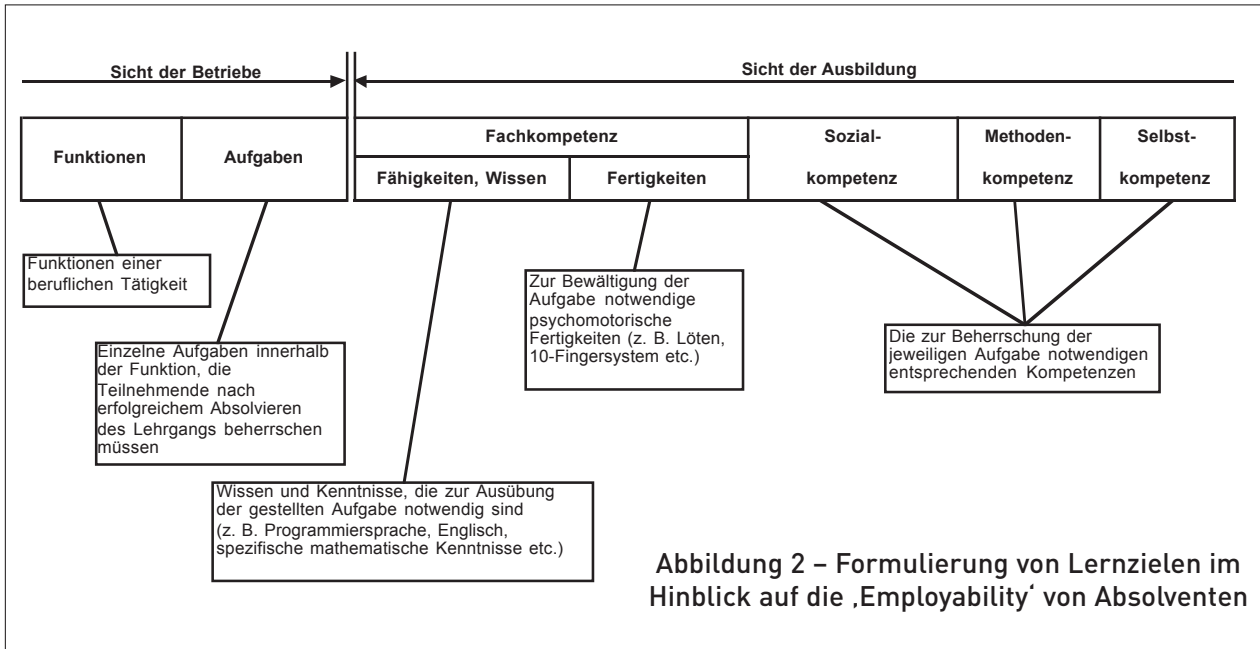 Sicht der Betriebe
Sicht der Ausbildung
Funktionen
Aufgaben
Fachkompetenz
Fähigkeiten, Wissen
Fertigkeiten
Sozial-
kompetenz
Methoden-
kompetenz
Selbst-
kompetenz
Funktionen einer
beruflichen Tätigkeit
Einzelne Aufgaben innerhalb
der Funktion, die
Teilnehmende nach
erfolgreichem Absolvieren
des Lehrgangs beherrschen
müssen
Wissen und Kenntnisse, die zur Ausübung
der gestellten Aufgabe notwendig sind
(z. B. Programmiersprache, Englisch,
spezifische mathematische Kenntnisse etc.)
Zur Bewältigung der
Aufgabe notwendige
psychomotorische
Fertigkeiten (z. B. Löten,
10-Fingersystem etc.)
Die zur Beherrschung der
jeweiligen Aufgabe notwendigen
entsprechenden Kompetenzen
Abbildung 2 – Formulierung von Lernzielen im
Hinblick auf die ‚Employability‘ von Absolventen